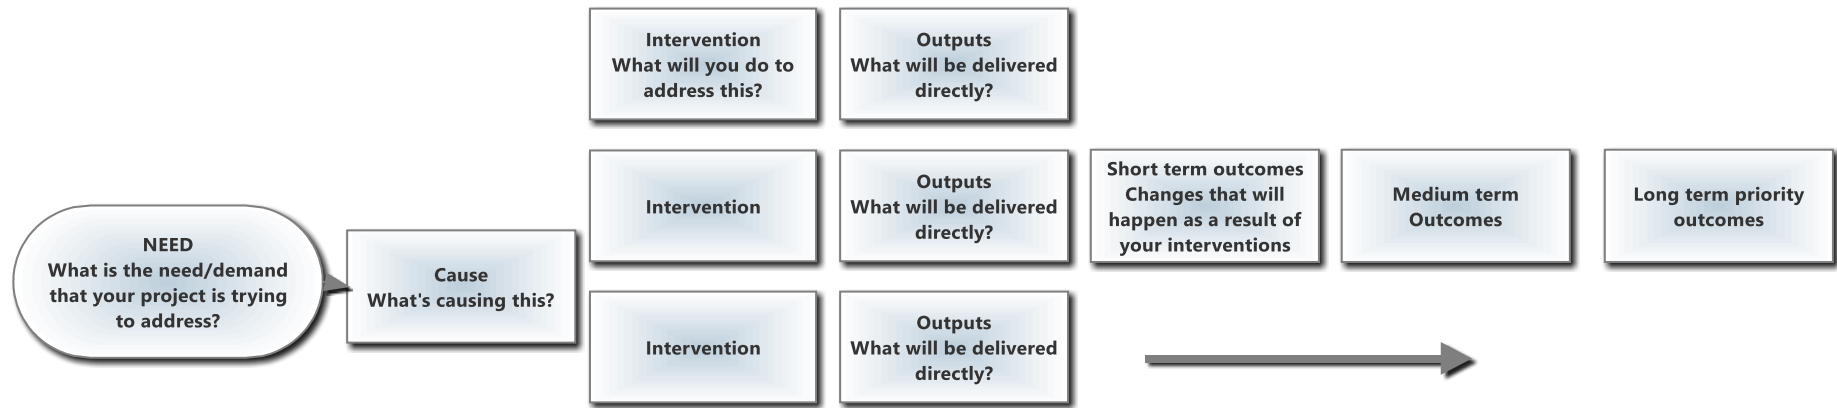 NEED
What is the need/demand
that your project is trying
to address?
Cause
What's causing this?
Intervention
What will you do to
address this?
Outputs
What will be delivered
directly?
Intervention
Outputs
What will be delivered
directly?
Intervention
Outputs
What will be delivered
directly?
Short term outcomes
Changes that will
happen as a result of
your interventions
Medium term
Outcomes
Long term priority
outcomes